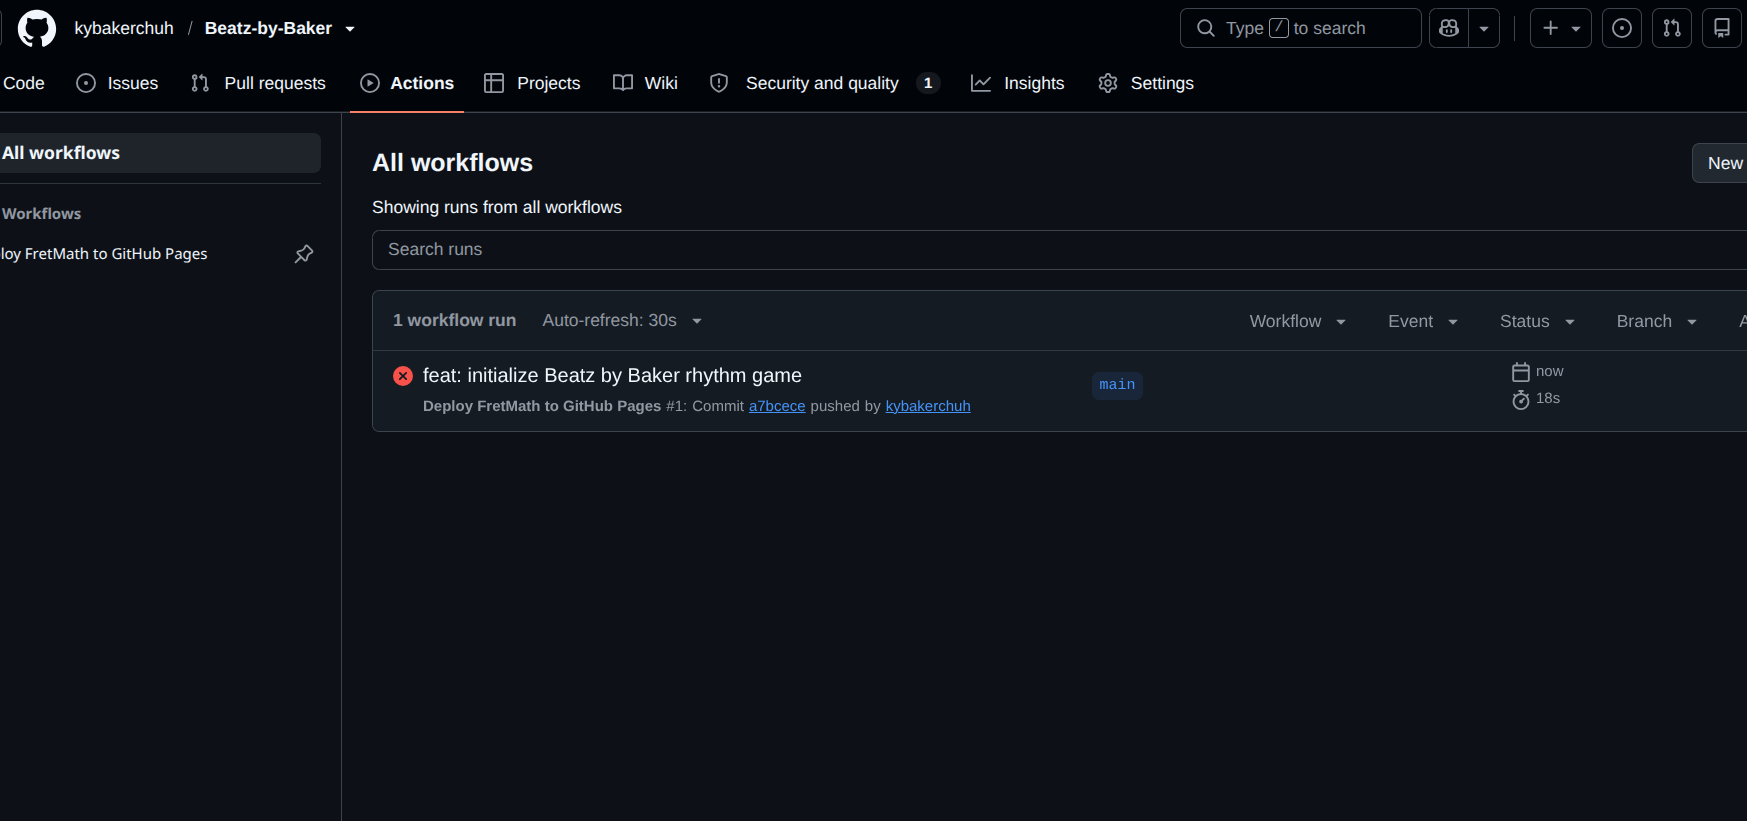 kybakerchuh / Beatz-by-Baker
Type / to search
Code Issues Pull requests Actions Projects Wiki Security and quality 1 Insights Settings
All workflows
Workflows
loy FretMath to GitHub Pages
All workflows
New
Showing runs from all workflows
Search runs
1 workflow run Auto-refresh: 30s Workflow Event Status Branch A
feat: initialize Beatz by Baker rhythm game
Deploy FretMath to GitHub Pages #1: Commit a7bcece pushed by kybakerchuh
main
now
18s